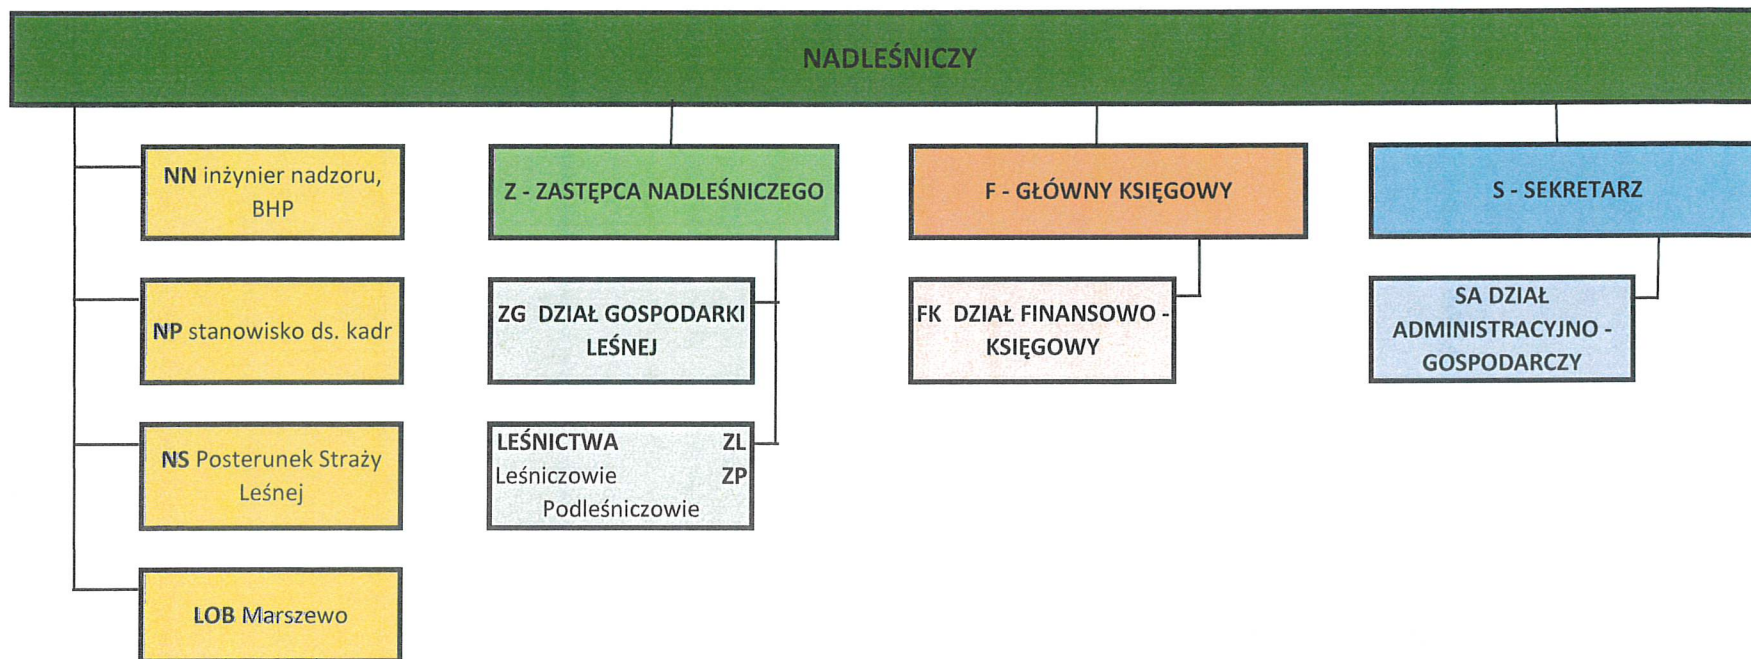 NADLEŚNICZY
NN inżynier nadzoru,
BHP
NP stanowisko ds. kadr
NS Posterunek Straży
Leśnej
LOB Marszewo
Z - ZASTĘPCA NADLEŚNICZEGO
ZG DZIAŁ GOSPODARKI
LEŚNEJ
LEŚNICTWA ZL
Leśniczowie ZP
Podleśniczowie
F - GŁÓWNY KSIĘGOWY
FK DZIAŁ FINANSOWO -
KSIĘGOWY
S - SEKRETARZ
SA DZIAŁ
ADMINISTRACYJNO -
GOSPODARCZY